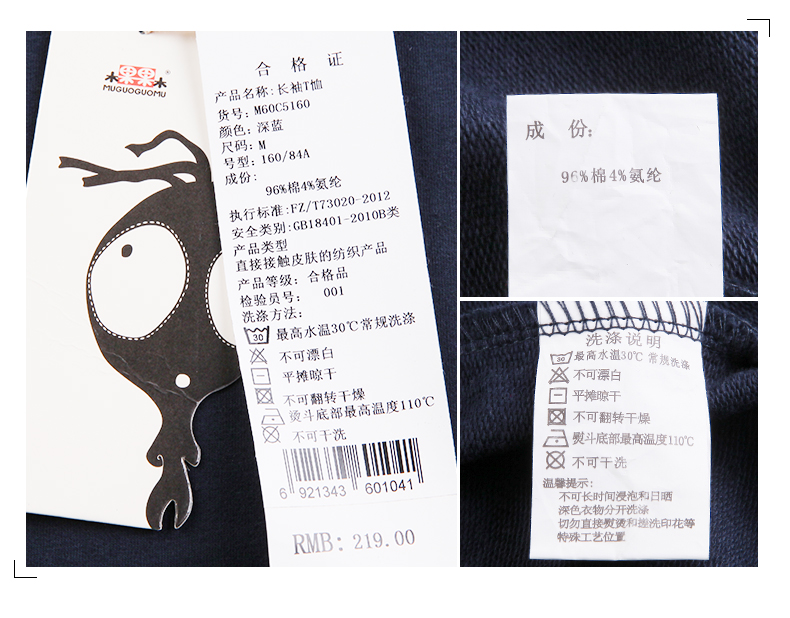 木果果木®
MUGUOGUOMU
合格证
产品名称:长袖T恤
货号:M60C5160
颜色:深蓝
尺码:M
号型:160/84A
成份:
96%棉4%氨纶
执行标准:FZ/T73020-2012
安全类别:GB18401-2010B类
产品类型
直接接触皮肤的纺织产品
产品等级:合格品
检验员号: 001
洗涤方法:
30 最高水温30℃常规洗涤
不可漂白
平摊晾干
不可翻转干燥
熨斗底部最高温度110℃
不可干洗
6 921343 601041
RMB: 219.00
成 份:
96%棉4%氨纶
洗涤说明
30 最高水温30℃ 常规洗涤
不可漂白
平摊晾干
不可翻转干燥
熨斗底部最高温度110℃
不可干洗
温馨提示:
不可长时间浸泡和日晒
深色衣物分开洗涤
切勿直接熨烫和搓洗印花等
特殊工艺位置